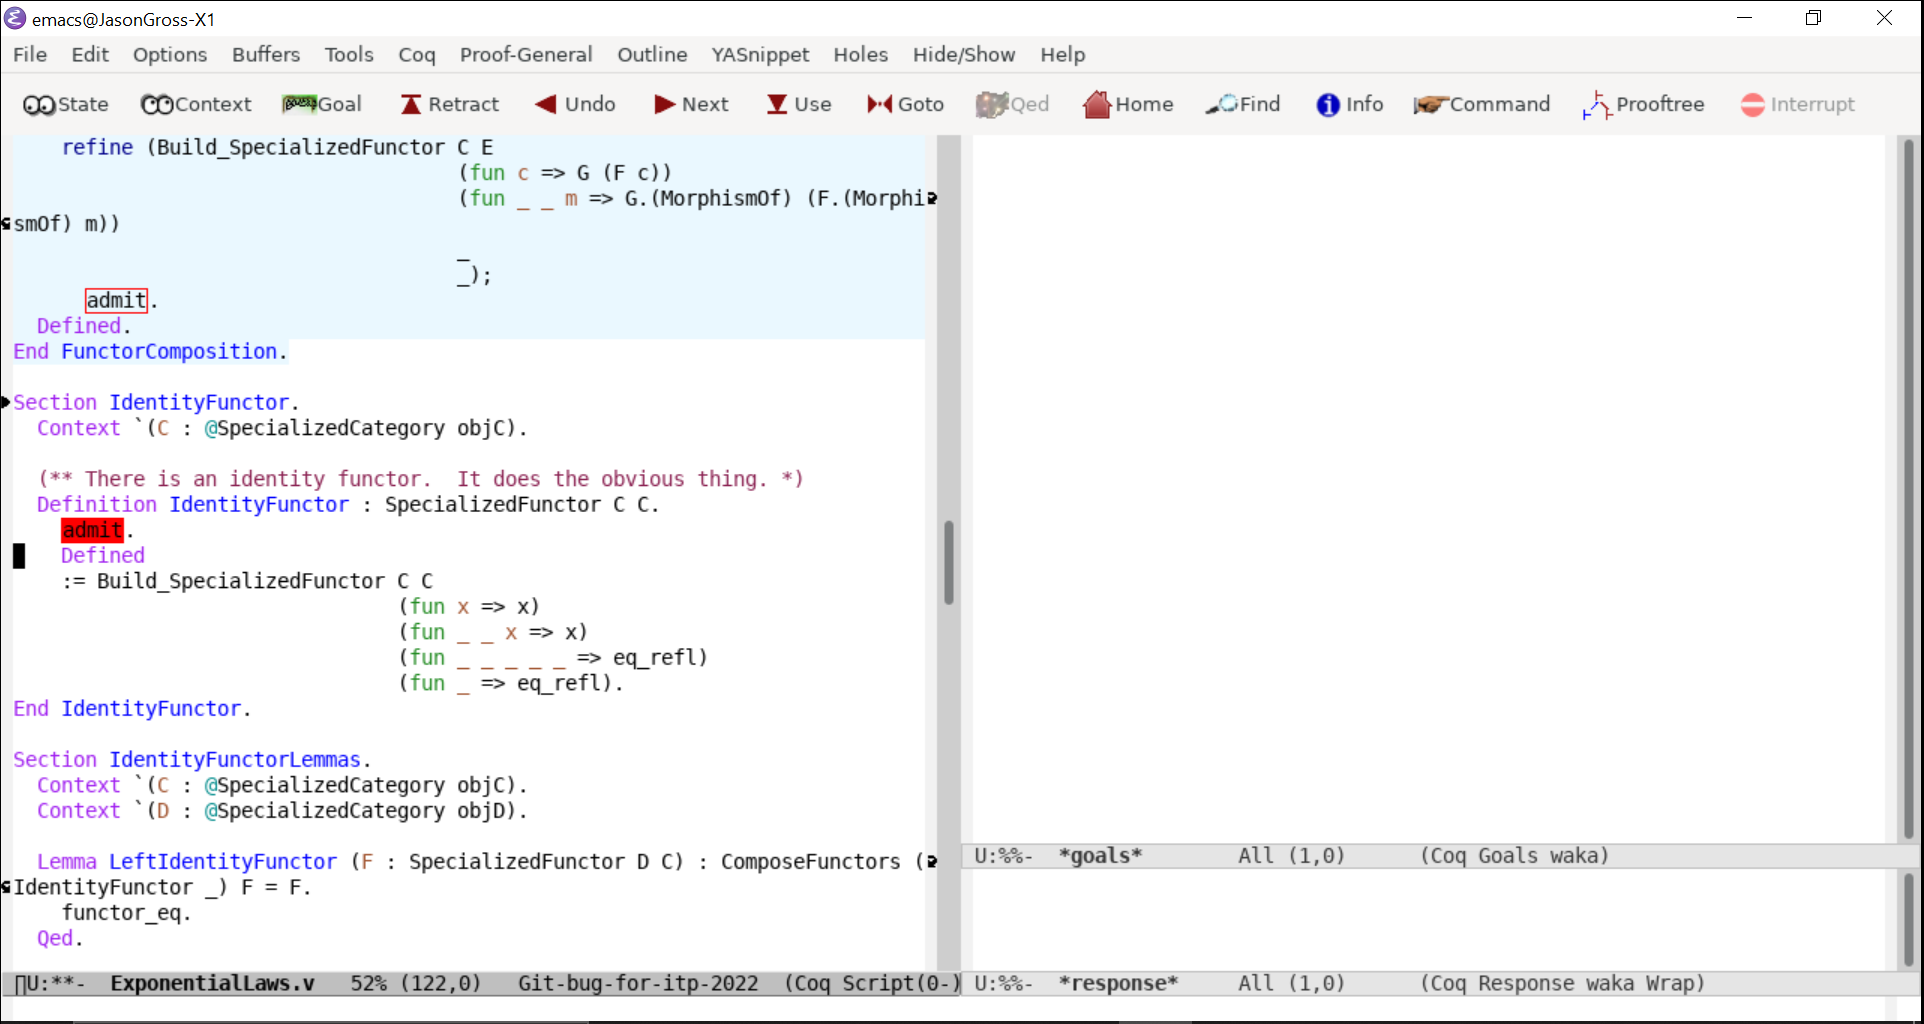 emacs@JasonGross-X1
File Edit Options Buffers Tools Coq Proof-General Outline YASnippet Holes Hide/Show Help
State Context Goal Retract Undo Next Use Goto Qed Home Find Info Command Prooftree Interrupt
refine (Build_SpecializedFunctor C E
(fun c => G (F c))
(fun _ _ m => G.(MorphismOf) (F.(Morphi
smOf) m))
_
_);
admit.
Defined.
End FunctorComposition.
Section IdentityFunctor.
Context `(C : @SpecializedCategory objC).
(** There is an identity functor.  It does the obvious thing. *)
Definition IdentityFunctor : SpecializedFunctor C C.
admit.
Defined
:= Build_SpecializedFunctor C C
(fun x => x)
(fun _ _ x => x)
(fun _ _ _ _ _ => eq_refl)
(fun _ => eq_refl).
End IdentityFunctor.
Section IdentityFunctorLemmas.
Context `(C : @SpecializedCategory objC).
Context `(D : @SpecializedCategory objD).
Lemma LeftIdentityFunctor (F : SpecializedFunctor D C) : ComposeFunctors (
IdentityFunctor _) F = F.
functor_eq.
Qed.
U:**-  ExponentialLaws.v   52% (122,0)   Git-bug-for-itp-2022  (Coq Script(0-)
U:%%-  *goals*        All (1,0)      (Coq Goals waka)
U:%%-  *response*     All (1,0)      (Coq Response waka Wrap)